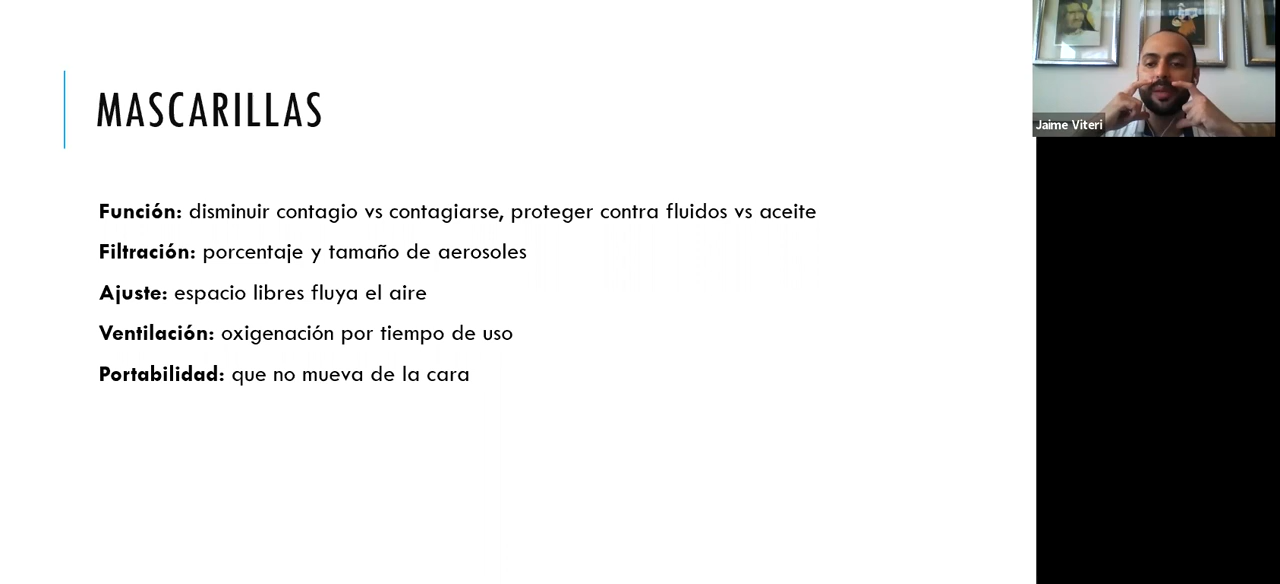 MASCARILLAS
Función: disminuir contagio vs contagiarse, proteger contra fluidos vs aceite
Filtración: porcentaje y tamaño de aerosoles
Ajuste: espacio libres fluya el aire
Ventilación: oxigenación por tiempo de uso
Portabilidad: que no mueva de la cara
Jaime Viteri